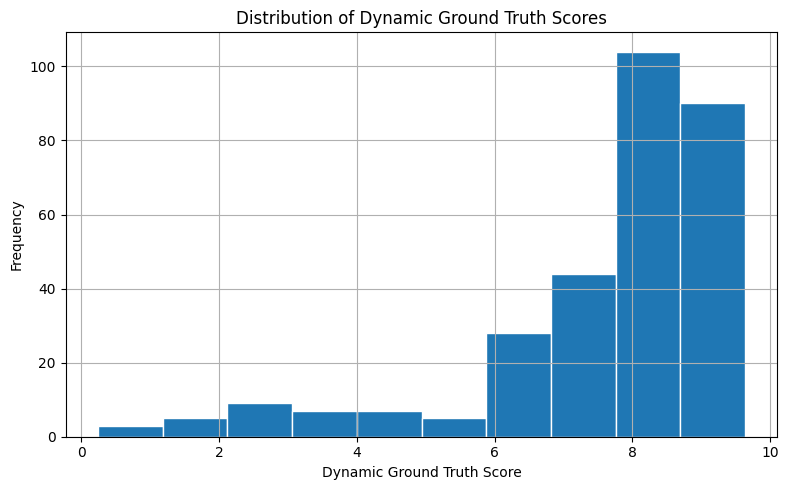 Distribution of Dynamic Ground Truth Scores
Frequency
100
80
60
40
20
0
0 2 4 6 8 10
Dynamic Ground Truth Score